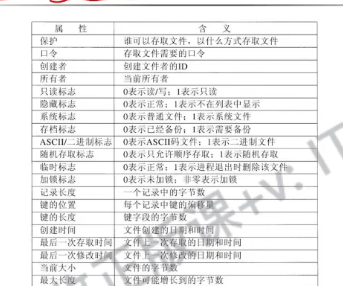 属 性 含 义
保护 谁可以存取文件，以什么方式存取文件
口令 存取文件需要的口令
创建者 创建文件者的ID
所有者 当前所有者
只读标志 0表示读/写；1表示只读
隐藏标志 0表示正常；1表示不在列表中显示
系统标志 0表示普通文件；1表示系统文件
存档标志 0表示已经备份；1表示需要备份
ASCII/二进制标志 0表示ASCII码文件；1表示二进制文件
随机存取标志 0表示只允许顺序存取；1表示随机存取
临时标志 0表示正常；1表示进程退出时删除该文件
加锁标志 0表示未加锁；非零表示加锁
记录长度 一个记录中的字节数
键的位置 每个记录中键的偏移量
键的长度 键字段的字节数
创建时间 文件创建的日期和时间
最后一次存取时间 文件上一次存取的日期和时间
最后一次修改时间 文件上一次修改的日期和时间
当前大小 文件的字节数
最大长度 文件可能增长到的字节数